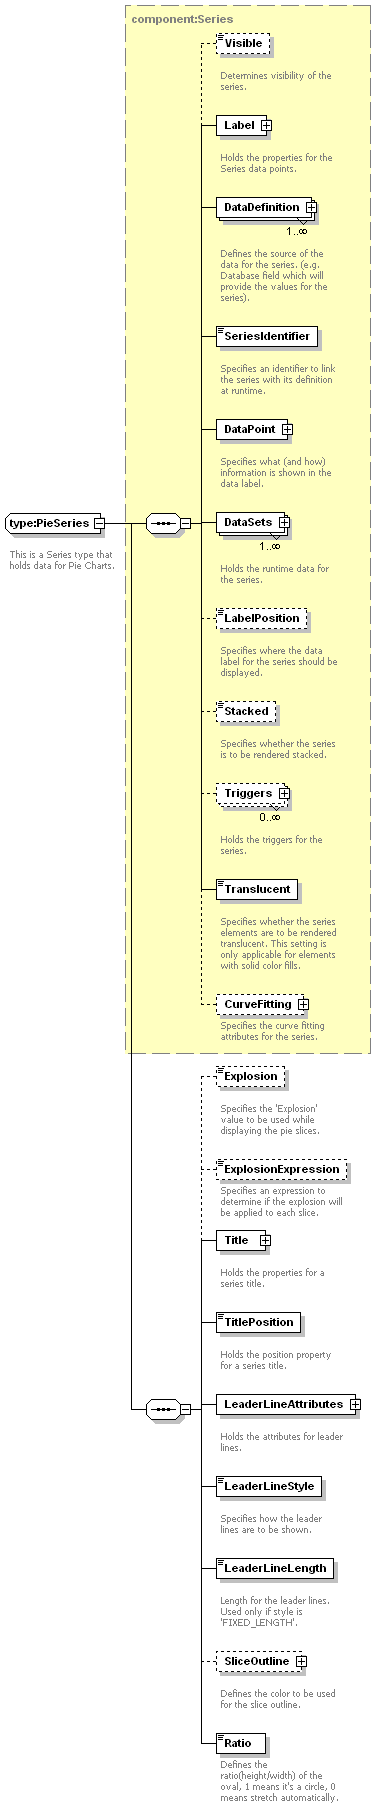 component:Series
Visible
Determines visibility of the
series.
Label
Holds the properties for the
Series data points.
DataDefinition
1..∞
Defines the source of the
data for the series. (e.g.
Database field which will
provide the values for the
series).
SeriesIdentifier
Specifies an identifier to link
the series with its definition
at runtime.
DataPoint
Specifies what (and how)
information is shown in the
data label.
type:PieSeries
This is a Series type that
holds data for Pie Charts.
DataSets
1..∞
Holds the runtime data for
the series.
LabelPosition
Specifies where the data
label for the series should be
displayed.
Stacked
Specifies whether the series
is to be rendered stacked.
Triggers
0..∞
Holds the triggers for the
series.
Translucent
Specifies whether the series
elements are to be rendered
translucent. This setting is
only applicable for elements
with solid color fills.
CurveFitting
Specifies the curve fitting
attributes for the series.
Explosion
Specifies the 'Explosion'
value to be used while
displaying the pie slices.
ExplosionExpression
Specifies an expression to
determine if the explosion will
be applied to each slice.
Title
Holds the properties for a
series title.
TitlePosition
Holds the position property
for a series title.
LeaderLineAttributes
Holds the attributes for leader
lines.
LeaderLineStyle
Specifies how the leader
lines are to be shown.
LeaderLineLength
Length for the leader lines.
Used only if style is
'FIXED_LENGTH'.
SliceOutline
Defines the color to be used
for the slice outline.
Ratio
Defines the
ratio(height/width) of the
oval, 1 means it's a circle, 0
means stretch automatically.